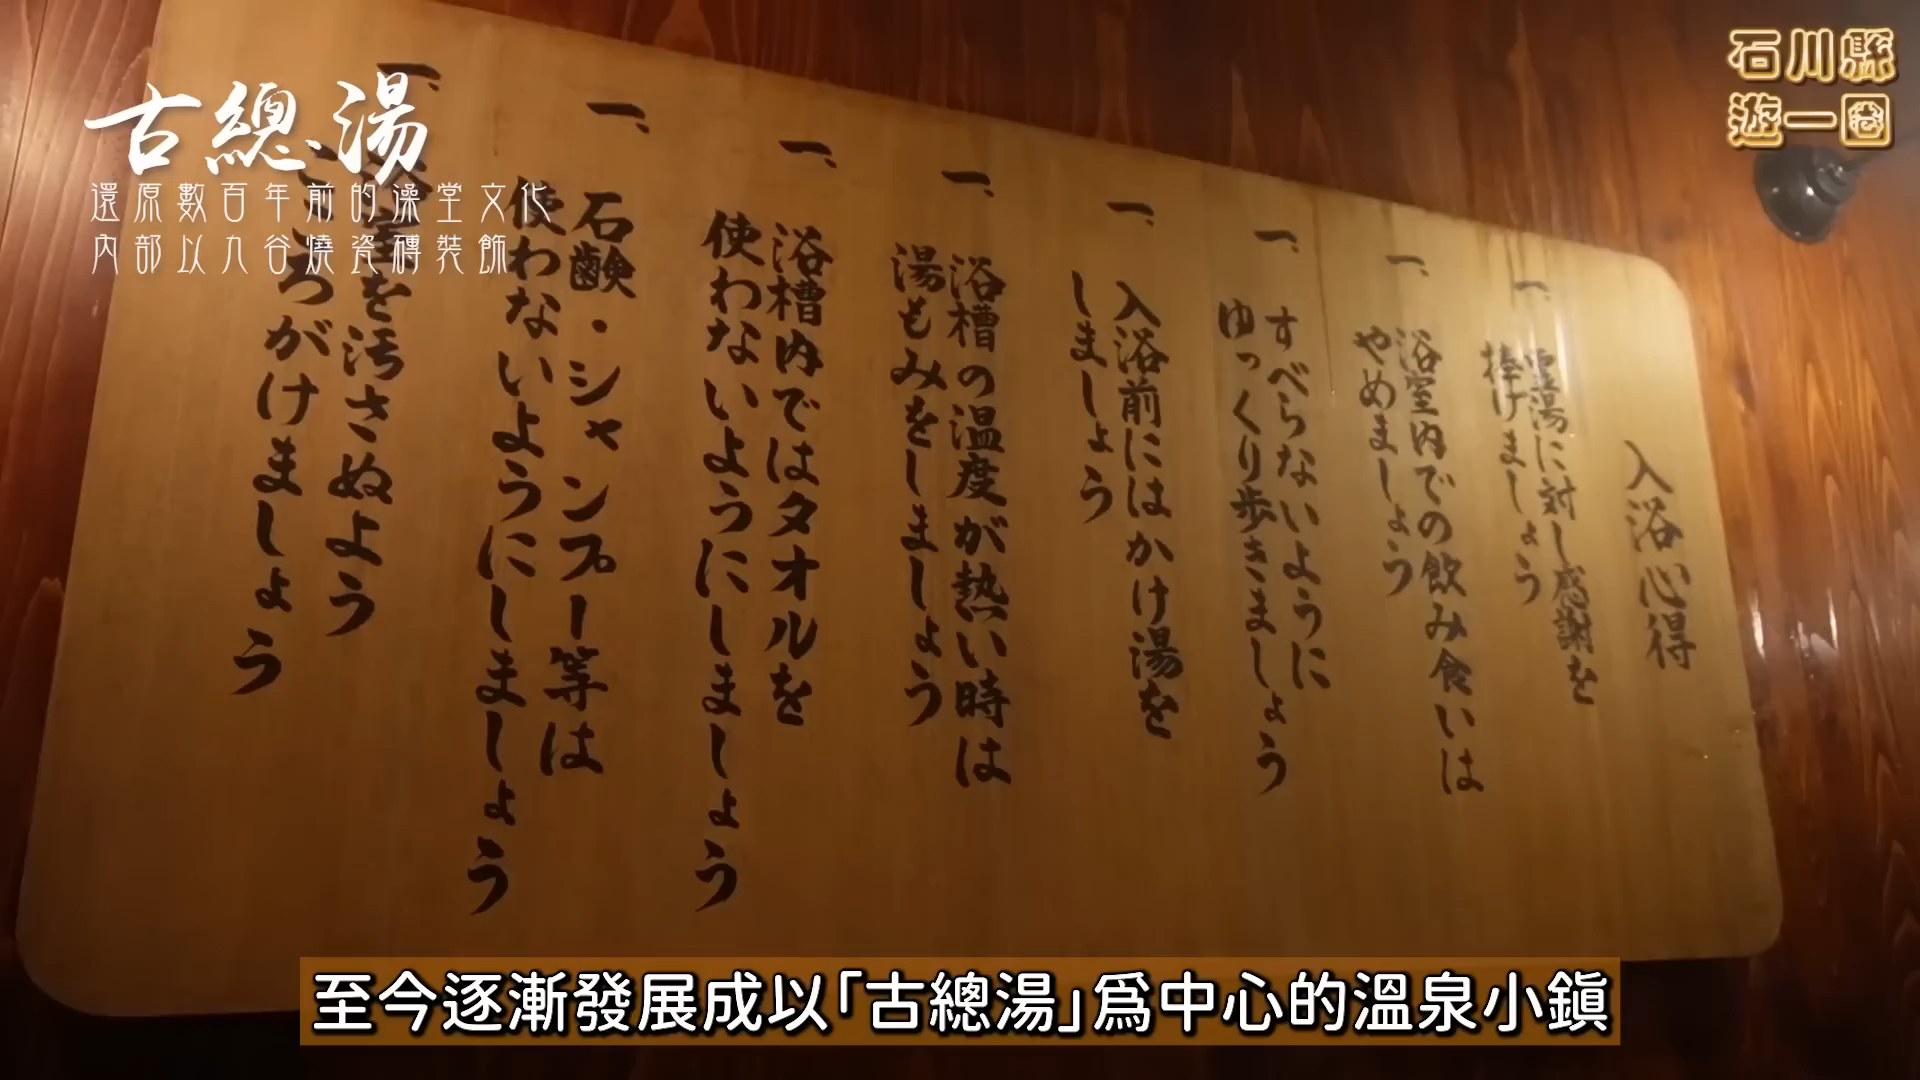 石川縣
遊一圈
古總湯
還原數百年前的澡堂文化
內部以九谷燒瓷磚裝飾
入浴心得
一、霊湯に対し感謝を
捧げましょう
一、浴室内での飲み食いは
やめましょう
一、すべらないように
ゆっくり歩きましょう
一、入浴前にはかけ湯を
しましょう
一、浴槽の温度が熱い時は
湯もみをしましょう
一、浴槽内ではタオルを
使わないようにしましょう
一、石鹸・シャンプー等は
使わないようにしましょう
一、室を汚さぬよう
ろがけましょう
至今逐漸發展成以「古總湯」爲中心的溫泉小鎭